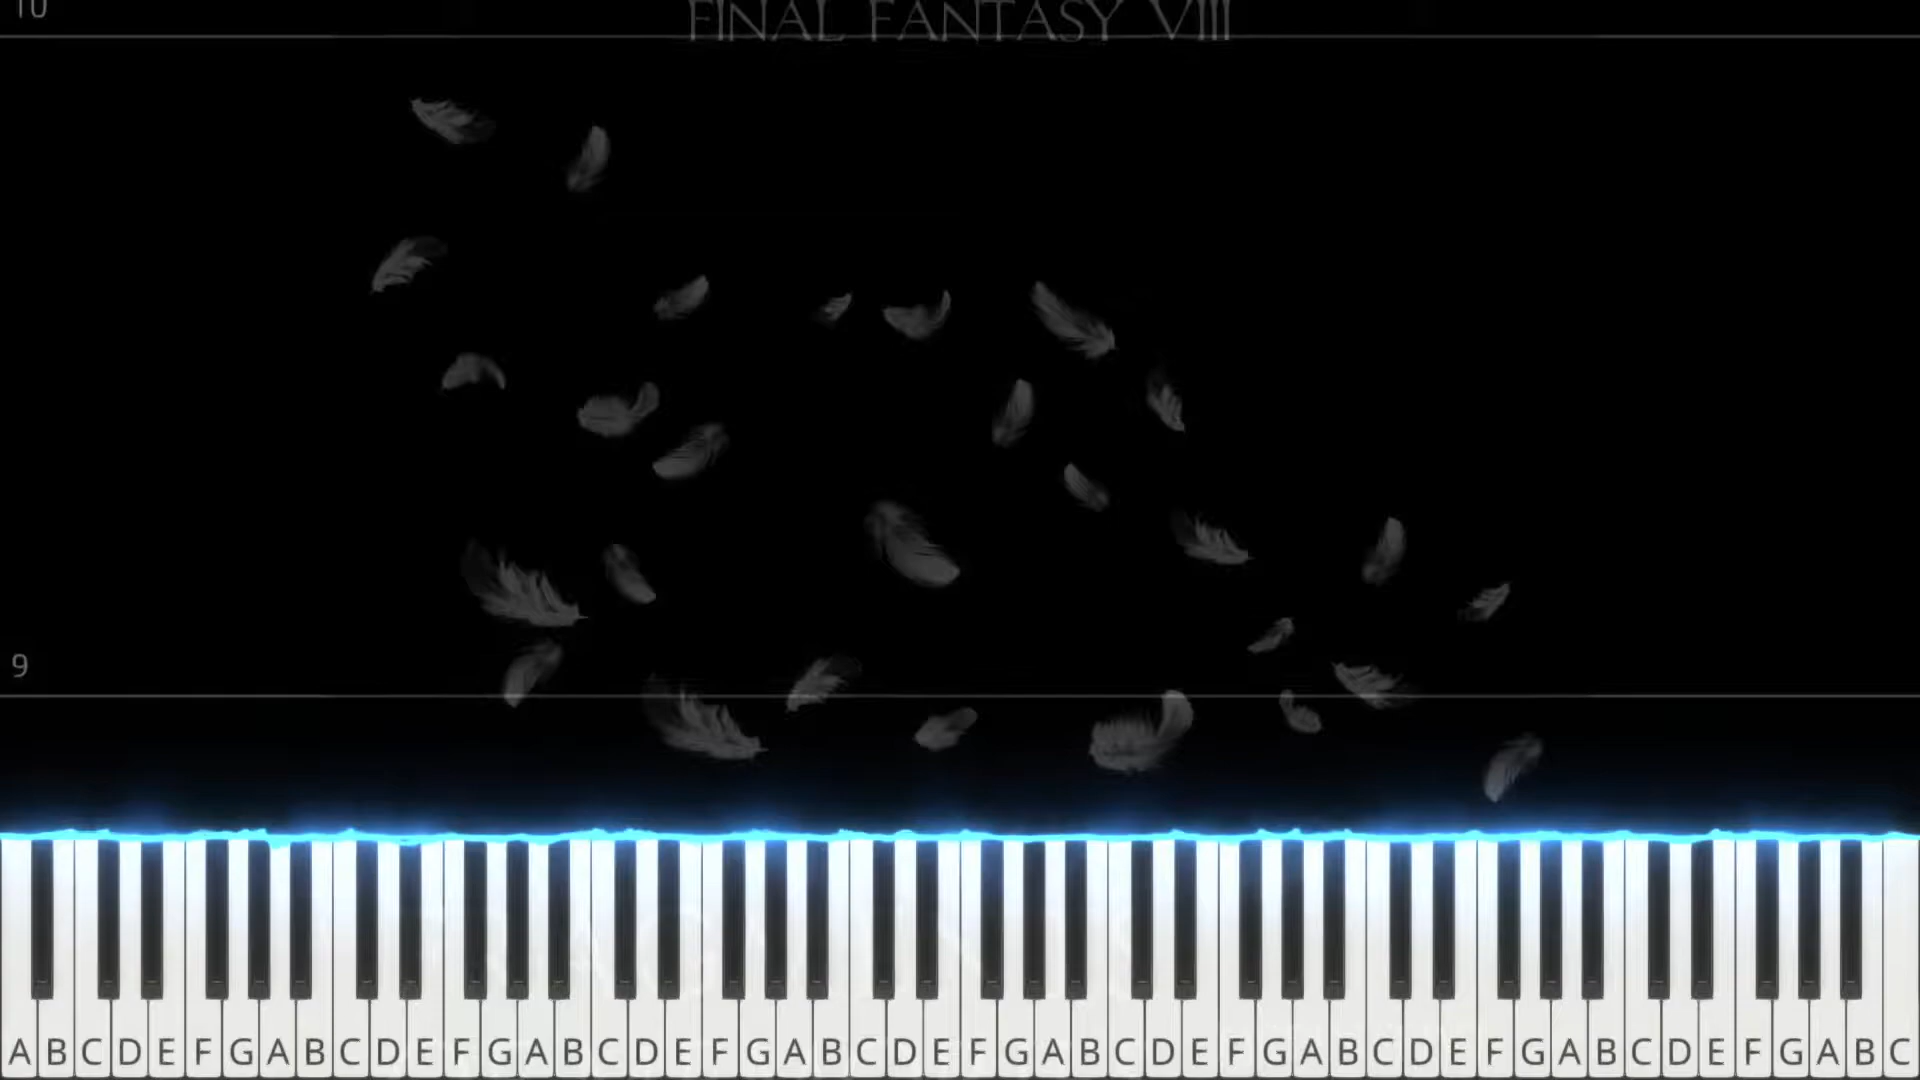 10
FINAL FANTASY VIII
9
A B C D E F G A B C D E F G A B C D E F G A B C D E F G A B C D E F G A B C D E F G A B C D E F G A B C